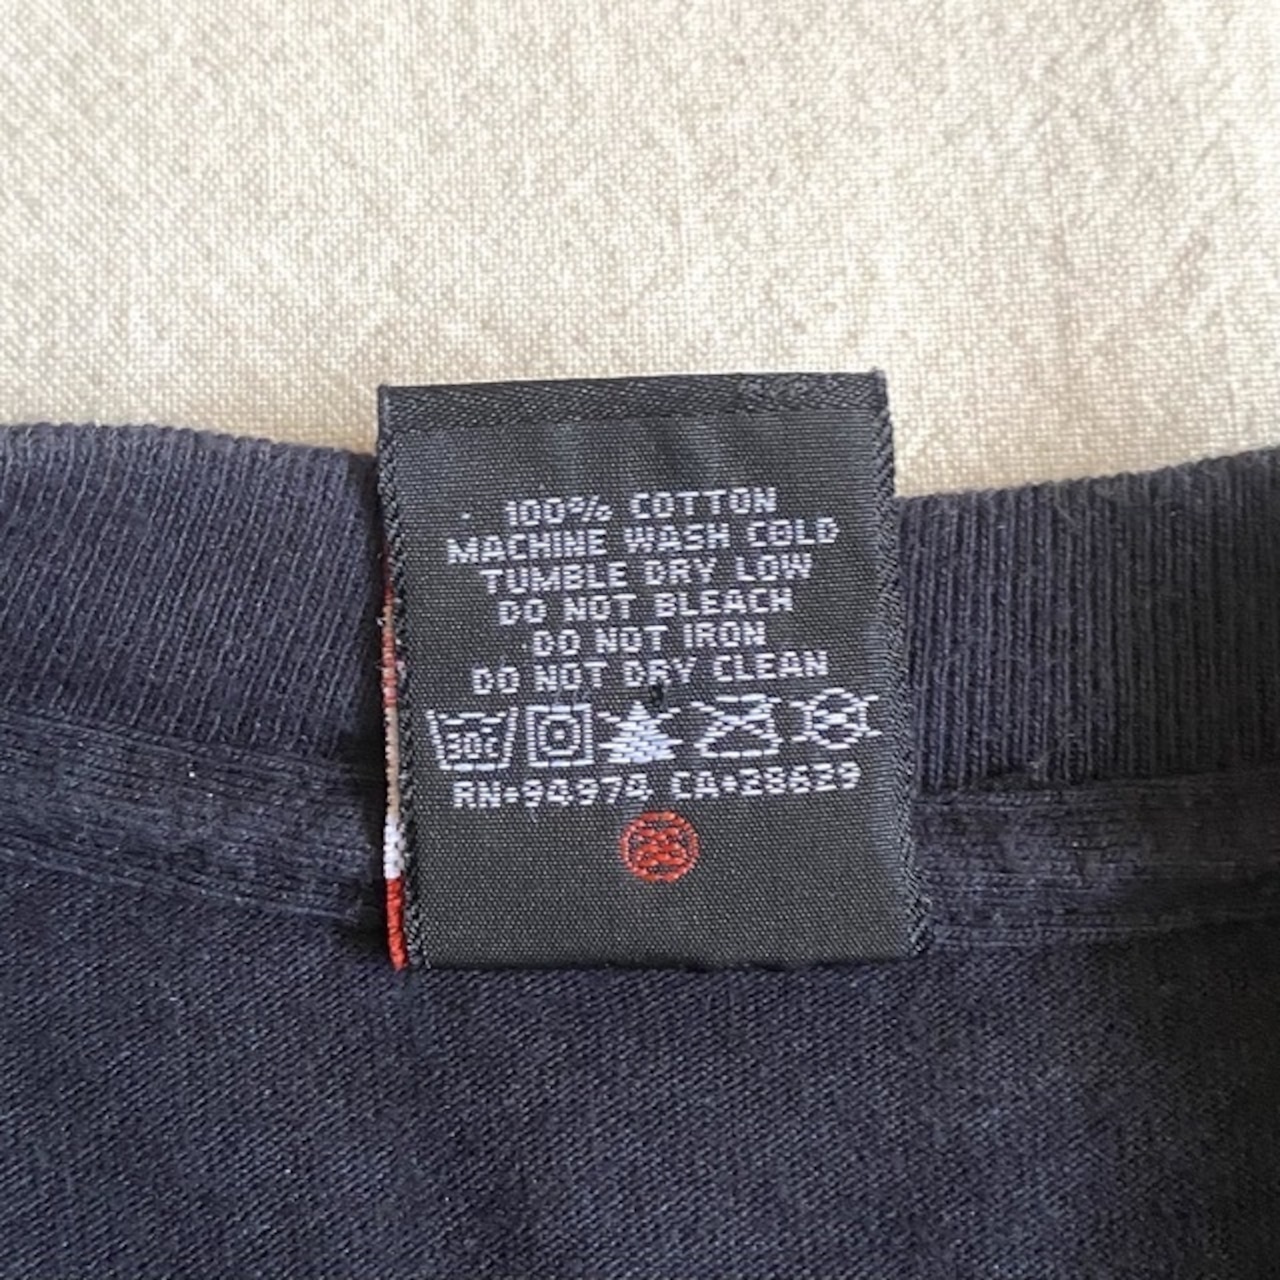 100% COTTON
MACHINE WASH COLD
TUMBLE DRY LOW
DO NOT BLEACH
DO NOT IRON
DO NOT DRY CLEAN
30c
RN•94974 CA•28629